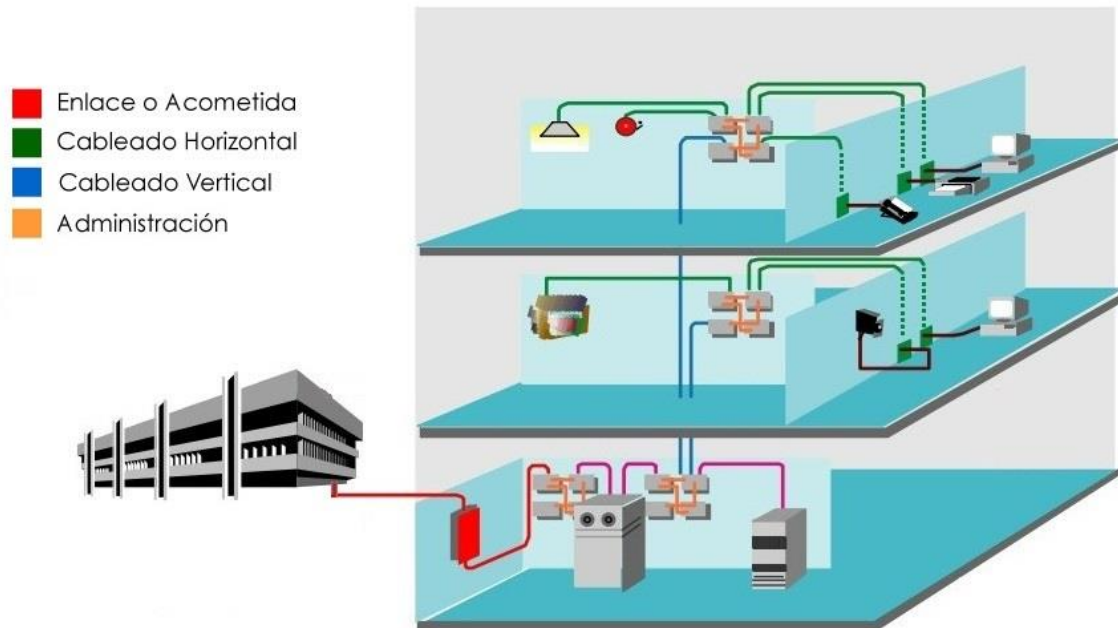 Enlace o Acometida
Cableado Horizontal
Cableado Vertical
Administración